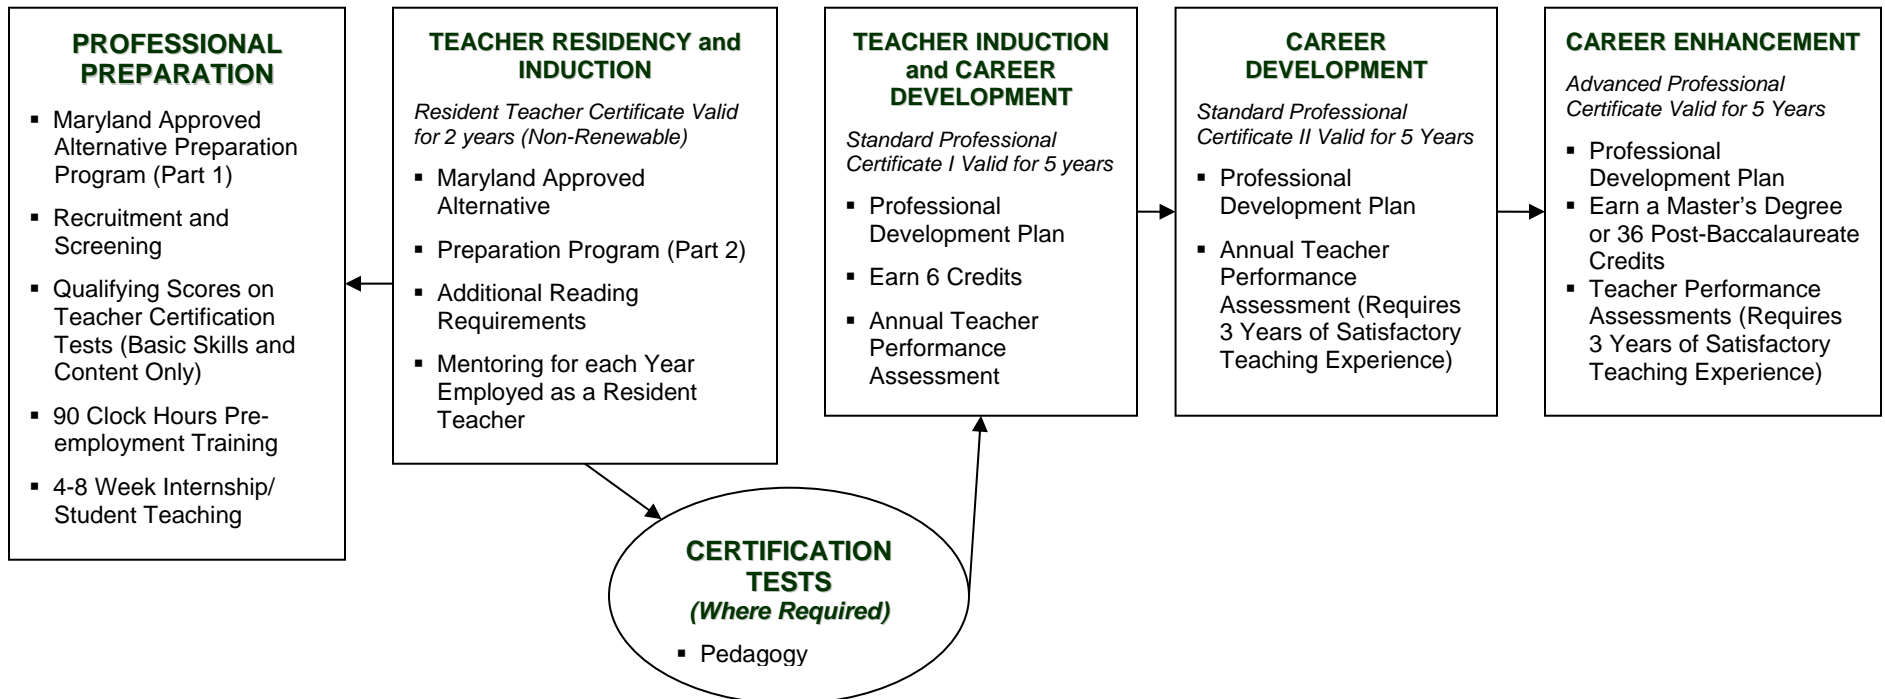 PROFESSIONAL
PREPARATION
▪ Maryland Approved
Alternative Preparation
Program (Part 1)
▪ Recruitment and
Screening
▪ Qualifying Scores on
Teacher Certification
Tests (Basic Skills and
Content Only)
▪ 90 Clock Hours Pre-
employment Training
▪ 4-8 Week Internship/
Student Teaching
TEACHER RESIDENCY and
INDUCTION
Resident Teacher Certificate Valid
for 2 years (Non-Renewable)
▪ Maryland Approved
Alternative
▪ Preparation Program (Part 2)
▪ Additional Reading
Requirements
▪ Mentoring for each Year
Employed as a Resident
Teacher
CERTIFICATION
TESTS
(Where Required)
▪ Pedagogy
TEACHER INDUCTION
and CAREER
DEVELOPMENT
Standard Professional
Certificate I Valid for 5 years
▪ Professional
Development Plan
▪ Earn 6 Credits
▪ Annual Teacher
Performance
Assessment
CAREER
DEVELOPMENT
Standard Professional
Certificate II Valid for 5 Years
▪ Professional
Development Plan
▪ Annual Teacher
Performance
Assessment (Requires
3 Years of Satisfactory
Teaching Experience)
CAREER ENHANCEMENT
Advanced Professional
Certificate Valid for 5 Years
▪ Professional
Development Plan
▪ Earn a Master’s Degree
or 36 Post-Baccalaureate
Credits
▪ Teacher Performance
Assessments (Requires
3 Years of Satisfactory
Teaching Experience)